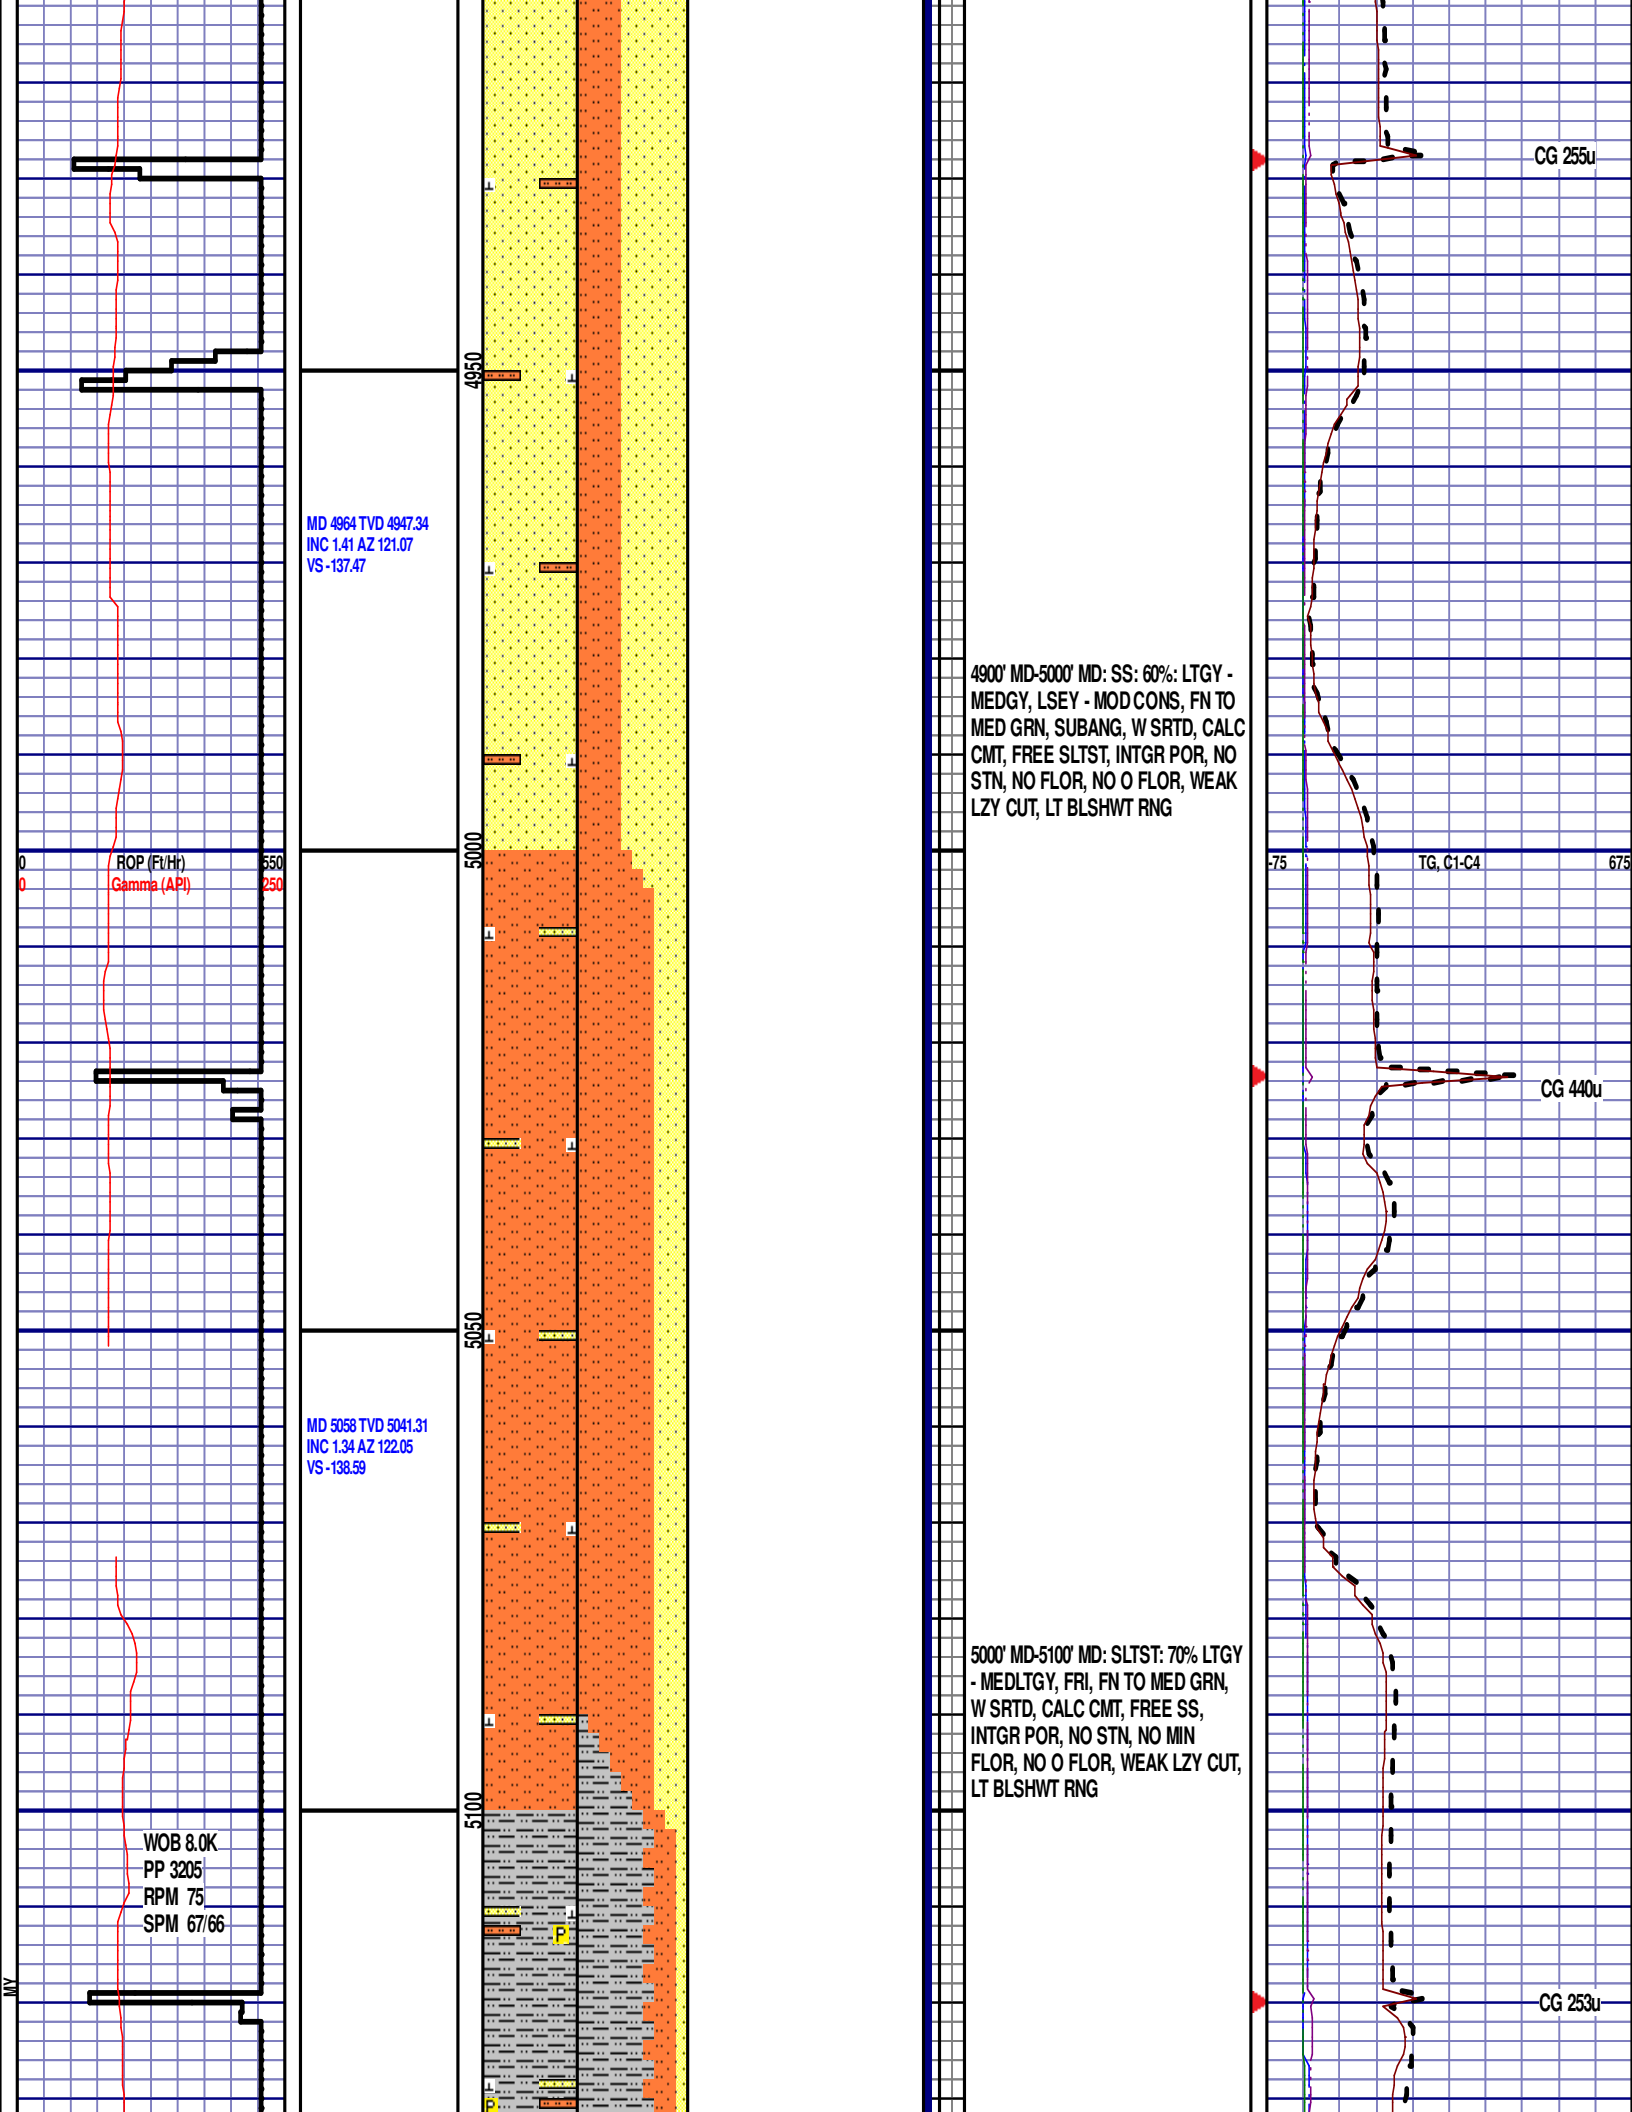 CG 255u
4950
MD 4964 TVD 4947.34
INC 1.41 AZ 121.07
VS -137.47
4900' MD-5000' MD: SS: 60%: LTGY -
MEDGY, LSEY - MOD CONS, FN TO
MED GRN, SUBANG, W SRTD, CALC
CMT, FREE SLTST, INTGR POR, NO
STN, NO FLOR, NO O FLOR, WEAK
LZY CUT, LT BLSHWT RNG
5000
0 ROP (Ft/Hr) 550
0 Gamma (API) 250
-75 TG, C1-C4 675
CG 440u
5050
MD 5058 TVD 5041.31
INC 1.34 AZ 122.05
VS -138.59
5000' MD-5100' MD: SLTST: 70% LTGY
- MEDLTGY, FRI, FN TO MED GRN,
W SRTD, CALC CMT, FREE SS,
INTGR POR, NO STN, NO MIN
FLOR, NO O FLOR, WEAK LZY CUT,
LT BLSHWT RNG
5100
WOB 8.0K
PP 3205
RPM 75
SPM 67/66
P
MY
CG 253u
P